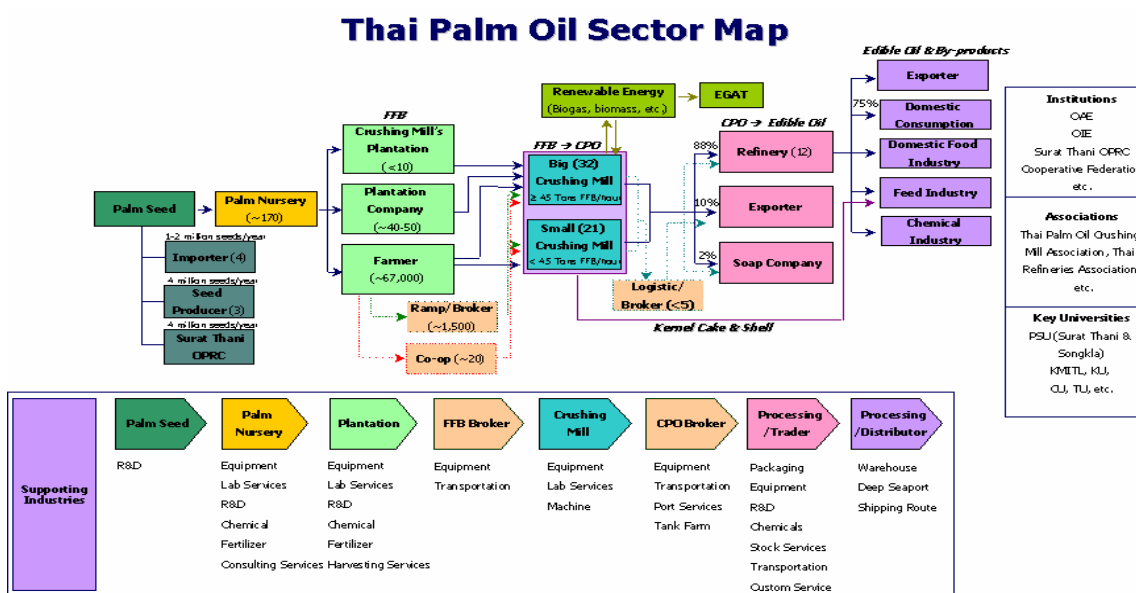 Thai Palm Oil Sector Map
Edible Oil & By-products
Renewable Energy
(Biogas, biomass, etc.)
EGAT
FFB
Crushing Mill's
Plantation
(<10)
Plantation
Company
(~40-50)
Farmer
(~67,000)
FFB → CPO
Big (32)
Crushing Mill
≥ 45 Tons FFB/hour
Small (21)
Crushing Mill
< 45 Tons FFB/hour
CPO → Edible Oil
88%
Refinery (12)
10%
Exporter
2%
Soap Company
Exporter
75%
Domestic
Consumption
Domestic Food
Industry
Feed Industry
Chemical
Industry
Palm Seed
Palm Nursery
(~170)
1-2 million seeds/year
Importer (4)
4 million seeds/year
Seed
Producer (3)
4 million seeds/year
Surat Thani
OPRC
Ramp/Broker
(~1,500)
Co-op (~20)
Logistic/
Broker (<5)
Kernel Cake & Shell
Institutions
OAE
OIE
Surat Thani OPRC
Cooperative Federation
etc.
Associations
Thai Palm Oil Crushing
Mill Association, Thai
Refineries Association
etc.
Key Universities
PSU(Surat Thani &
Songkla)
KMITL, KU,
CU, TU, etc.
Supporting
Industries
Palm Seed
R&D
Palm
Nursery
Equipment
Lab Services
R&D
Chemical
Fertilizer
Consulting Services
Plantation
Equipment
Lab Services
R&D
Chemical
Fertilizer
Harvesting Services
FFB Broker
Equipment
Transportation
Crushing
Mill
Equipment
Lab Services
Machine
CPO Broker
Equipment
Transportation
Port Services
Tank Farm
Processing
/Trader
Packaging
Equipment
R&D
Chemicals
Stock Services
Transportation
Custom Service
Processing
/Distributor
Warehouse
Deep Seaport
Shipping Route